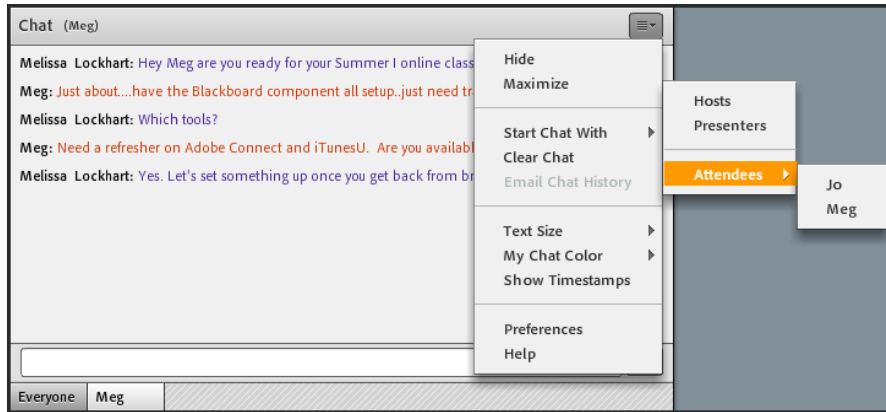 Chat (Meg)
Melissa Lockhart: Hey Meg are you ready for your Summer I online class
Meg: Just about....have the Blackboard component all setup..just need
Melissa Lockhart: Which tools?
Meg: Need a refresher on Adobe Connect and iTunesU. Are you
Melissa Lockhart: Yes. Let's set something up once you get back from
Hide
Maximize
Start Chat With
Clear Chat
Email Chat History
Text Size
My Chat Color
Show Timestamps
Preferences
Help
Hosts
Presenters
Attendees
Jo
Meg
Everyone
Meg